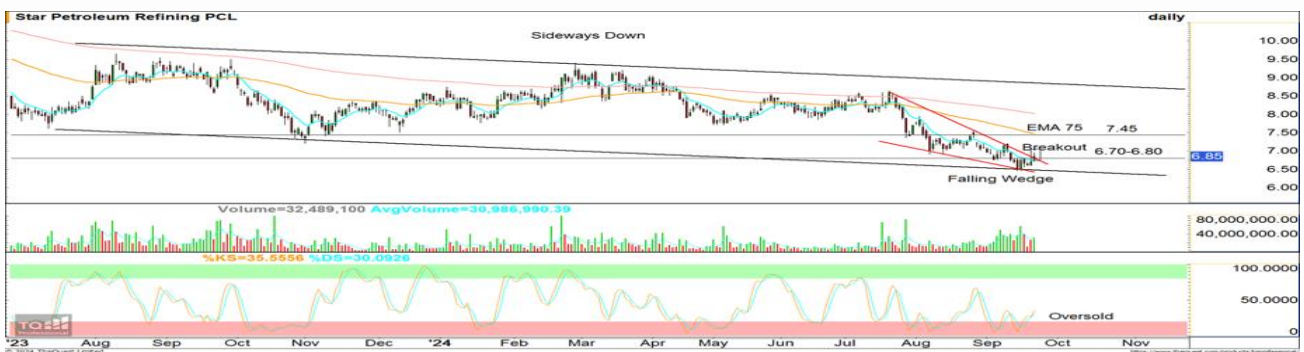 Star Petroleum Refining PCL daily
Sideways Down
10.00
9.50
9.00
8.50
8.00
7.50
7.00
6.50
6.00
EMA 75 7.45
Breakout 6.70-6.80
6.85
Falling Wedge
Volume=32,489,100 AvgVolume=30,986,990.39
80,000,000.00
40,000,000.00
%KS=35.5556 %DS=30.0926
100.0000
50.0000
0
Oversold
TQ
Professional
'23 Aug Sep Oct Nov Dec '24 Feb Mar Apr May Jun Jul Aug Sep Oct Nov